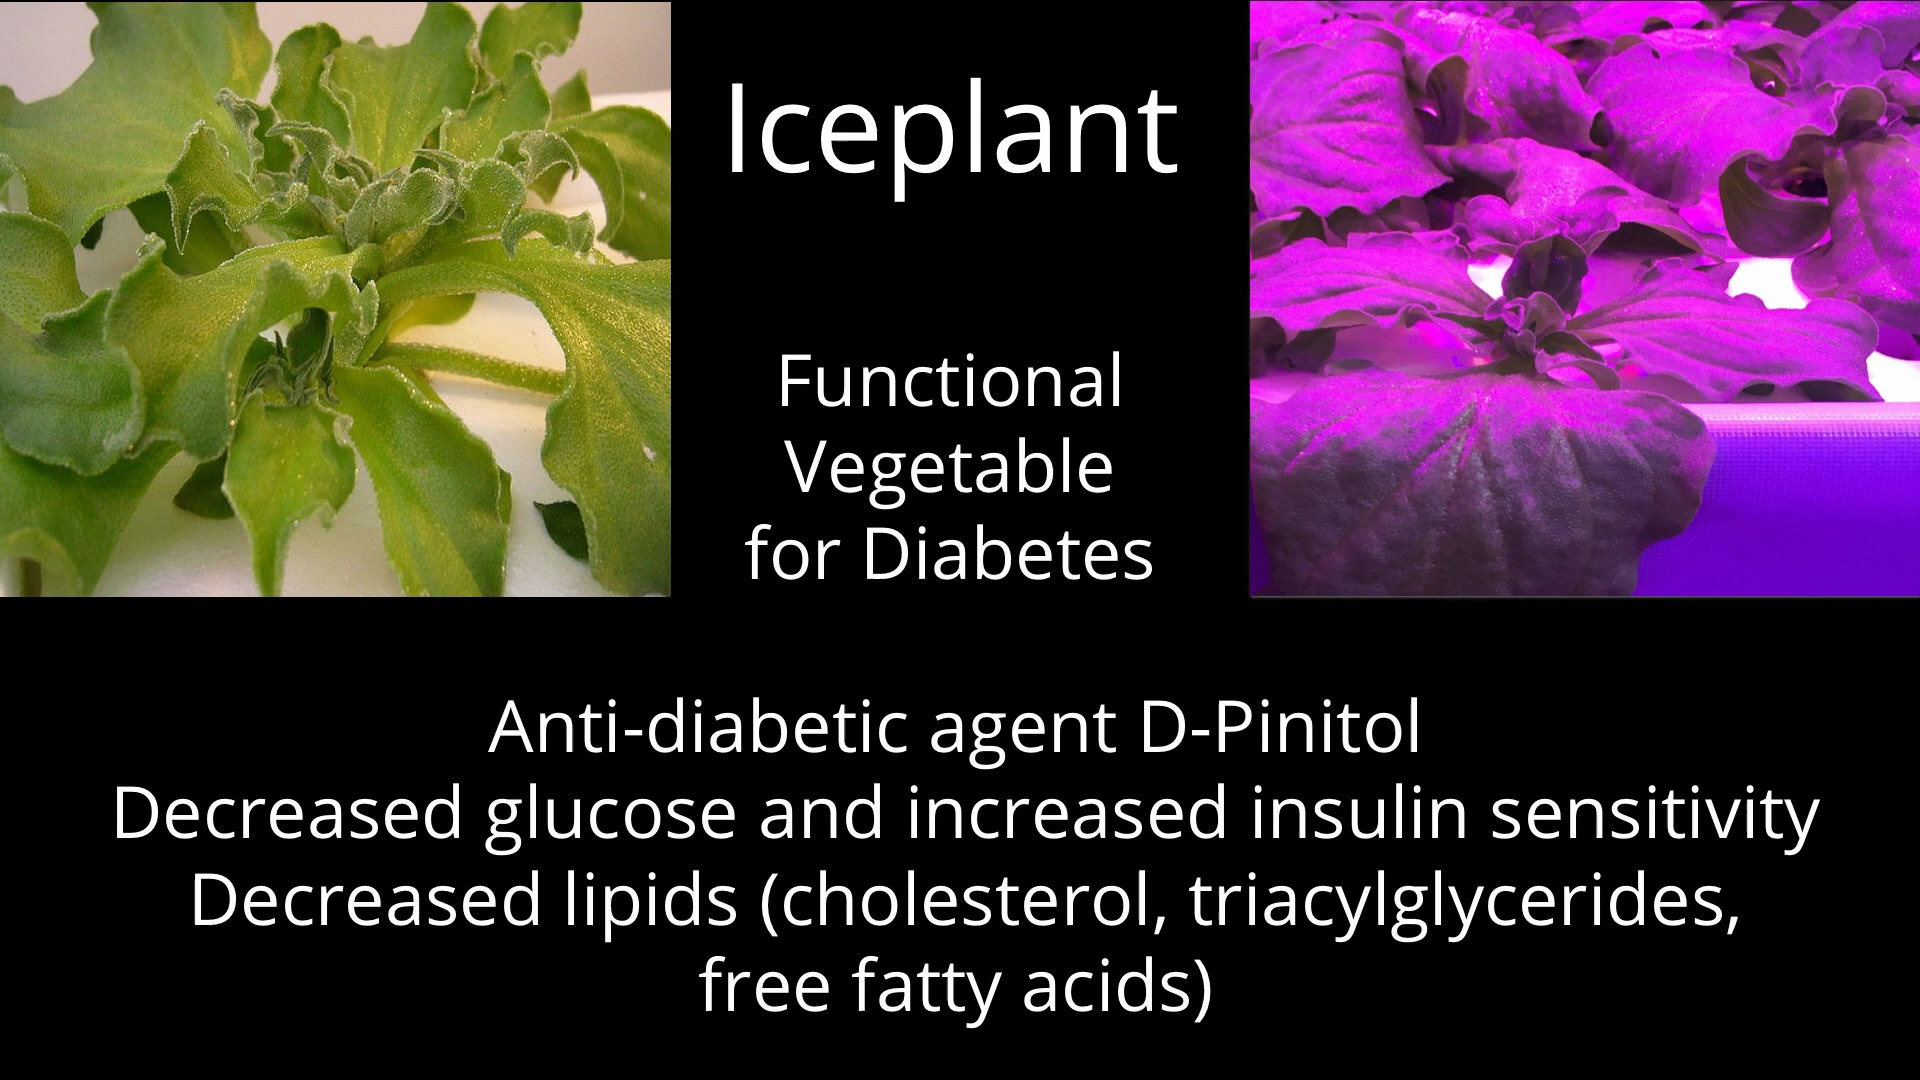 Iceplant
Functional
Vegetable
for Diabetes
Anti-diabetic agent D-Pinitol
Decreased glucose and increased insulin sensitivity
Decreased lipids (cholesterol, triacylglycerides,
free fatty acids)